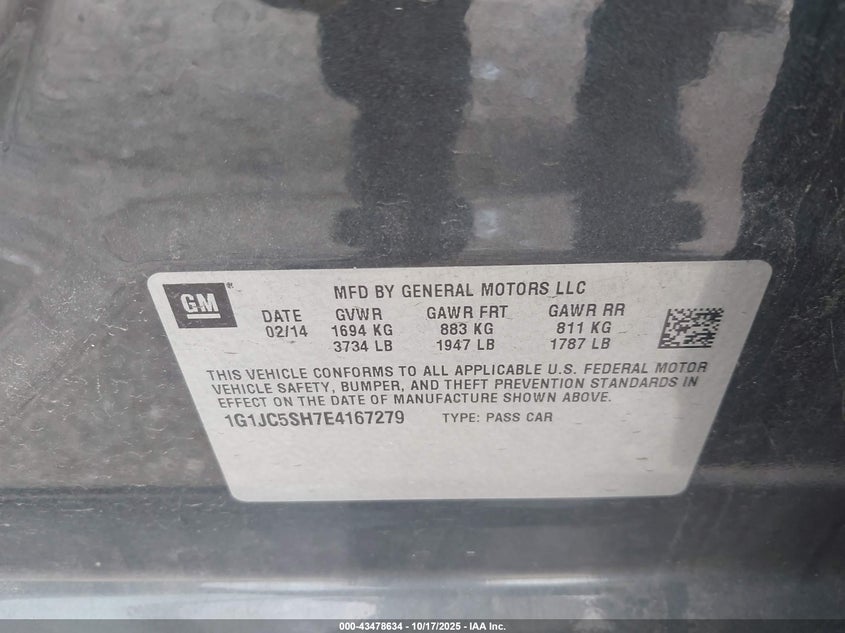 GM®
MFD BY GENERAL MOTORS LLC
DATE GVWR GAWR FRT GAWR RR
02/14 1694 KG 883 KG 811 KG
3734 LB 1947 LB 1787 LB
THIS VEHICLE CONFORMS TO ALL APPLICABLE U.S. FEDERAL MOTOR
VEHICLE SAFETY, BUMPER, AND THEFT PREVENTION STANDARDS IN
EFFECT ON THE DATE OF MANUFACTURE SHOWN ABOVE.
1G1JC5SH7E4167279 TYPE: PASS CAR
000-43478634 - 10/17/2025 - IAA Inc.